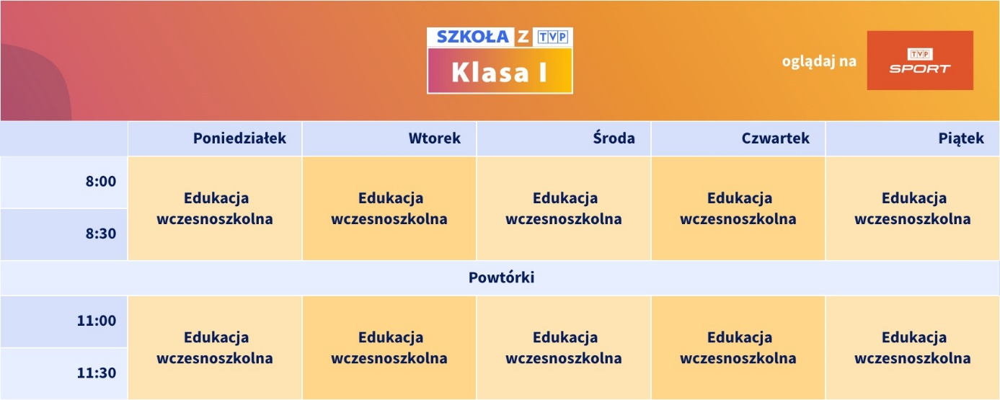 SZKOŁA Z TVP
Klasa I
oglądaj na
TVP
SPORT
Poniedziałek Wtorek Środa Czwartek Piątek
8:00
8:30
Edukacja Edukacja Edukacja Edukacja Edukacja
wczesnoszkolna wczesnoszkolna wczesnoszkolna wczesnoszkolna wczesnoszkolna
Powtórki
11:00
11:30
Edukacja Edukacja Edukacja Edukacja Edukacja
wczesnoszkolna wczesnoszkolna wczesnoszkolna wczesnoszkolna wczesnoszkolna